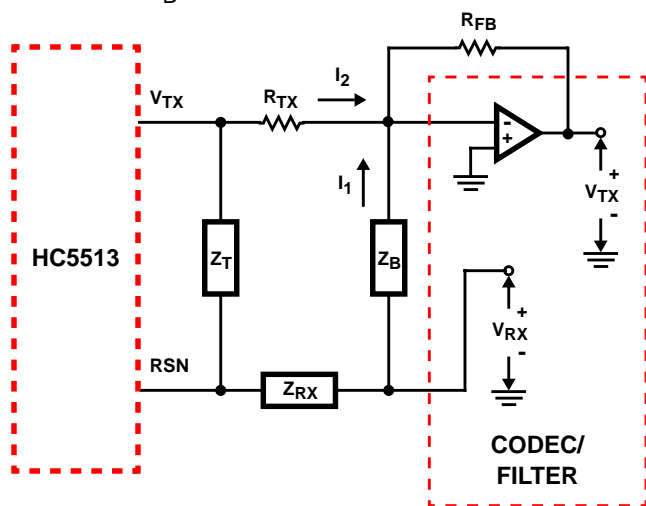 B
R_FB
V_TX
R_TX
I_2
-
+
I_1
+
V_TX
-
HC5513
Z_T
Z_B
+
V_RX
-
RSN
Z_RX
CODEC/
FILTER